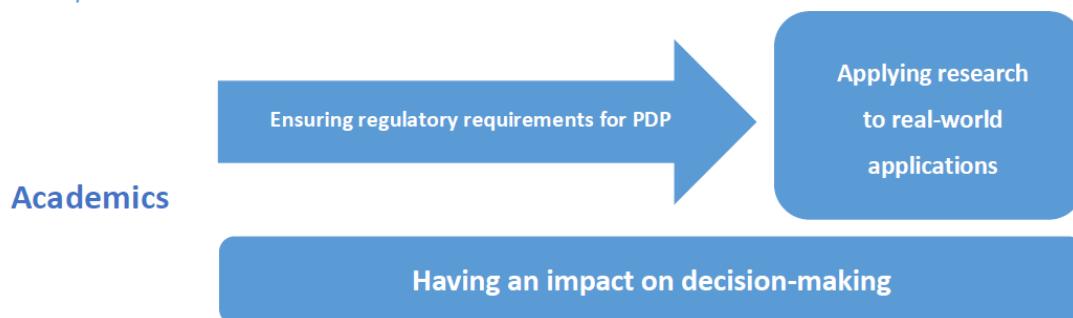 Ensuring regulatory requirements for PDP
Applying research
to real-world
applications
Academics
Having an impact on decision-making